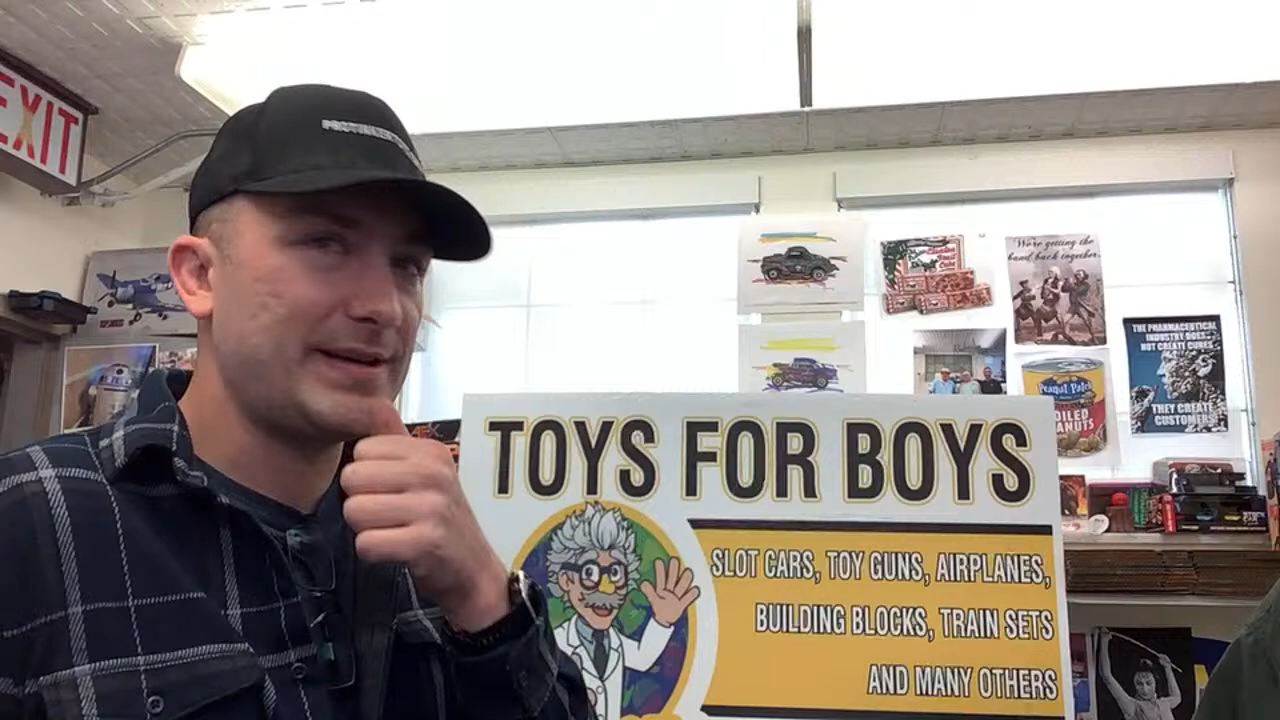 EXIT
We're getting the
band back together.
THE PHARMACEUTICAL
INDUSTRY DOES
NOT CREATE CURES
THEY CREATE
CUSTOMERS
Peanut Patch
BOILED
PEANUTS
TOYS FOR BOYS
SLOT CARS, TOY GUNS, AIRPLANES,
BUILDING BLOCKS, TRAIN SETS
AND MANY OTHERS